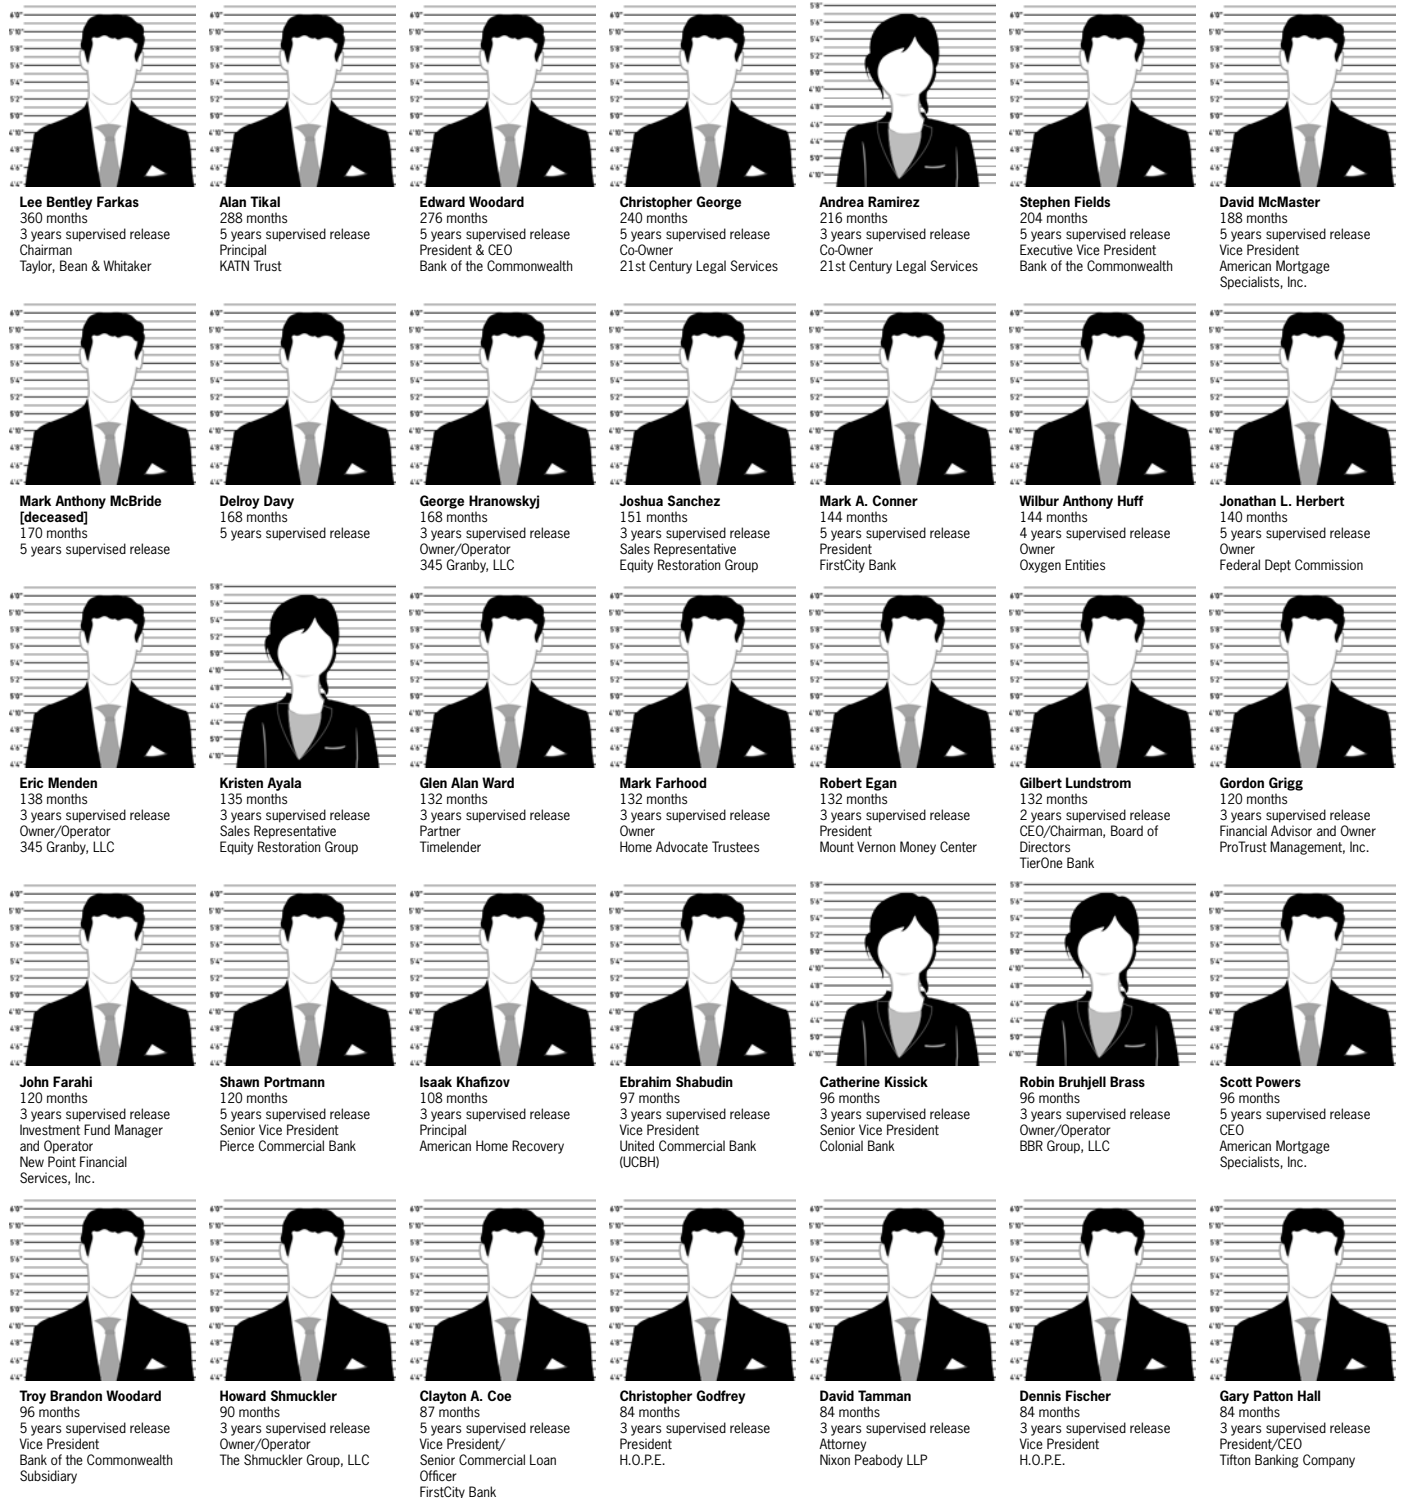 Lee Bentley Farkas
360 months
3 years supervised release
Chairman
Taylor, Bean & Whitaker
Alan Tikal
288 months
5 years supervised release
Principal
KATN Trust
Edward Woodard
276 months
5 years supervised release
President & CEO
Bank of the Commonwealth
Christopher George
240 months
5 years supervised release
Co-Owner
21st Century Legal Services
Andrea Ramirez
216 months
3 years supervised release
Co-Owner
21st Century Legal Services
Stephen Fields
204 months
5 years supervised release
Executive Vice President
Bank of the Commonwealth
David McMaster
188 months
5 years supervised release
Vice President
American Mortgage
Specialists, Inc.
Mark Anthony McBride
[deceased]
170 months
5 years supervised release
Delroy Davy
168 months
5 years supervised release
George Hranowskyj
168 months
3 years supervised release
Owner/Operator
345 Granby, LLC
Joshua Sanchez
151 months
3 years supervised release
Sales Representative
Equity Restoration Group
Mark A. Conner
144 months
5 years supervised release
President
FirstCity Bank
Wilbur Anthony Huff
144 months
4 years supervised release
Owner
Oxygen Entities
Jonathan L. Herbert
140 months
5 years supervised release
Owner
Federal Dept Commission
Eric Menden
138 months
3 years supervised release
Owner/Operator
345 Granby, LLC
Kristen Ayala
135 months
3 years supervised release
Sales Representative
Equity Restoration Group
Glen Alan Ward
132 months
3 years supervised release
Partner
Timelender
Mark Farhood
132 months
3 years supervised release
Owner
Home Advocate Trustees
Robert Egan
132 months
3 years supervised release
President
Mount Vernon Money Center
Gilbert Lundstrom
132 months
2 years supervised release
CEO/Chairman, Board of
Directors
TierOne Bank
Gordon Grigg
120 months
3 years supervised release
Financial Advisor and Owner
ProTrust Management, Inc.
John Farahi
120 months
3 years supervised release
Investment Fund Manager
and Operator
New Point Financial
Services, Inc.
Shawn Portmann
120 months
5 years supervised release
Senior Vice President
Pierce Commercial Bank
Isaak Khafizov
108 months
3 years supervised release
Principal
American Home Recovery
Ebrahim Shabudin
97 months
3 years supervised release
Vice President
United Commercial Bank
(UCBH)
Catherine Kissick
96 months
3 years supervised release
Senior Vice President
Colonial Bank
Robin Bruhjell Brass
96 months
3 years supervised release
Owner/Operator
BBR Group, LLC
Scott Powers
96 months
5 years supervised release
CEO
American Mortgage
Specialists, Inc.
Troy Brandon Woodard
96 months
5 years supervised release
Vice President
Bank of the Commonwealth
Subsidiary
Howard Shmuckler
90 months
3 years supervised release
Owner/Operator
The Shmuckler Group, LLC
Clayton A. Coe
87 months
5 years supervised release
Vice President/
Senior Commercial Loan
Officer
FirstCity Bank
Christopher Godfrey
84 months
3 years supervised release
President
H.O.P.E.
David Tamman
84 months
3 years supervised release
Attorney
Nixon Peabody LLP
Dennis Fischer
84 months
3 years supervised release
Vice President
H.O.P.E.
Gary Patton Hall
84 months
3 years supervised release
President/CEO
Tifton Banking Company